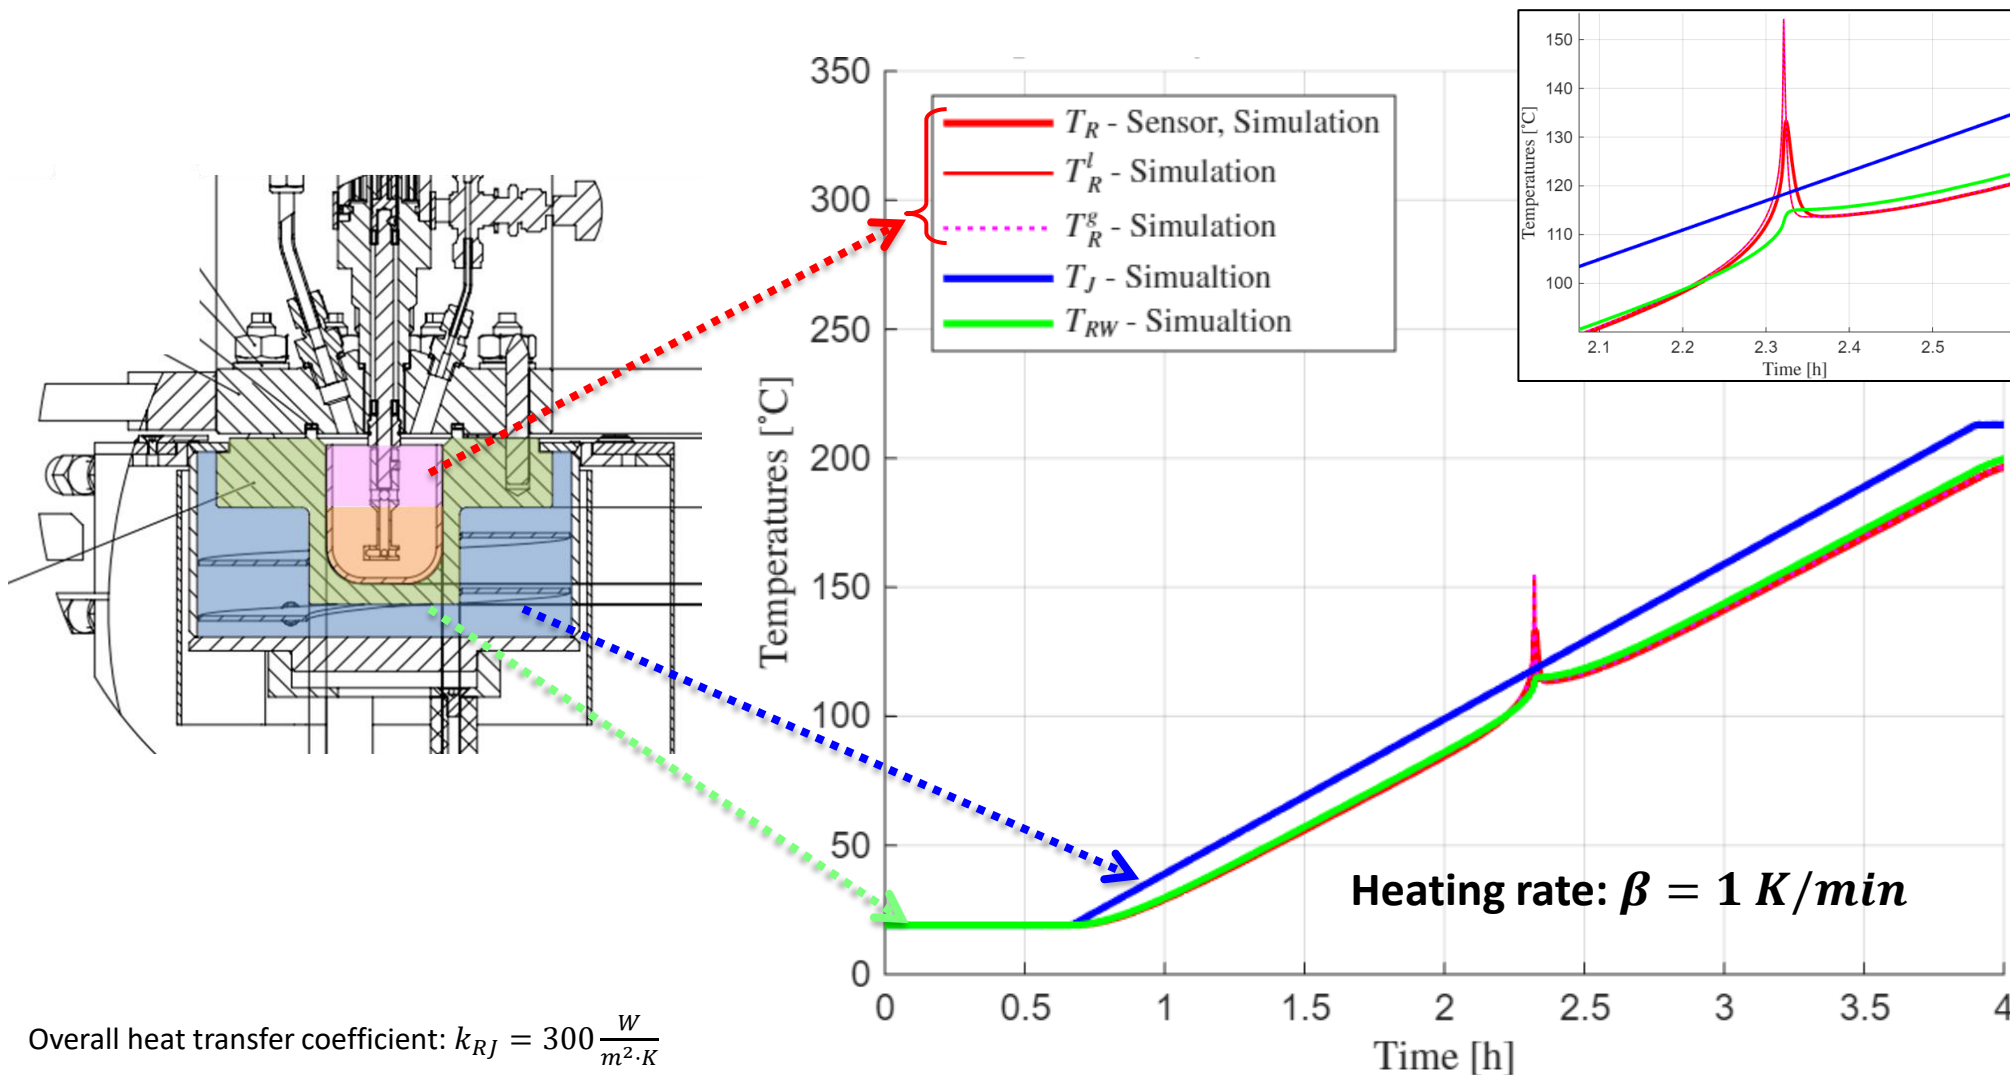 350
300
250
200
150
100
50
0
Temperatures [˚C]
0
0.5
1
1.5
2
2.5
3
3.5
4
Time [h]
T_R - Sensor, Simulation
T_R^l - Simulation
T_R^g - Simulation
T_J - Simualtion
T_RW - Simualtion
150
140
130
120
110
100
Temperatures [˚C]
2.1
2.2
2.3
2.4
2.5
Time [h]
Heating rate: β = 1 K/min
Overall heat transfer coefficient: k_RJ = 300 W/(m²·K)